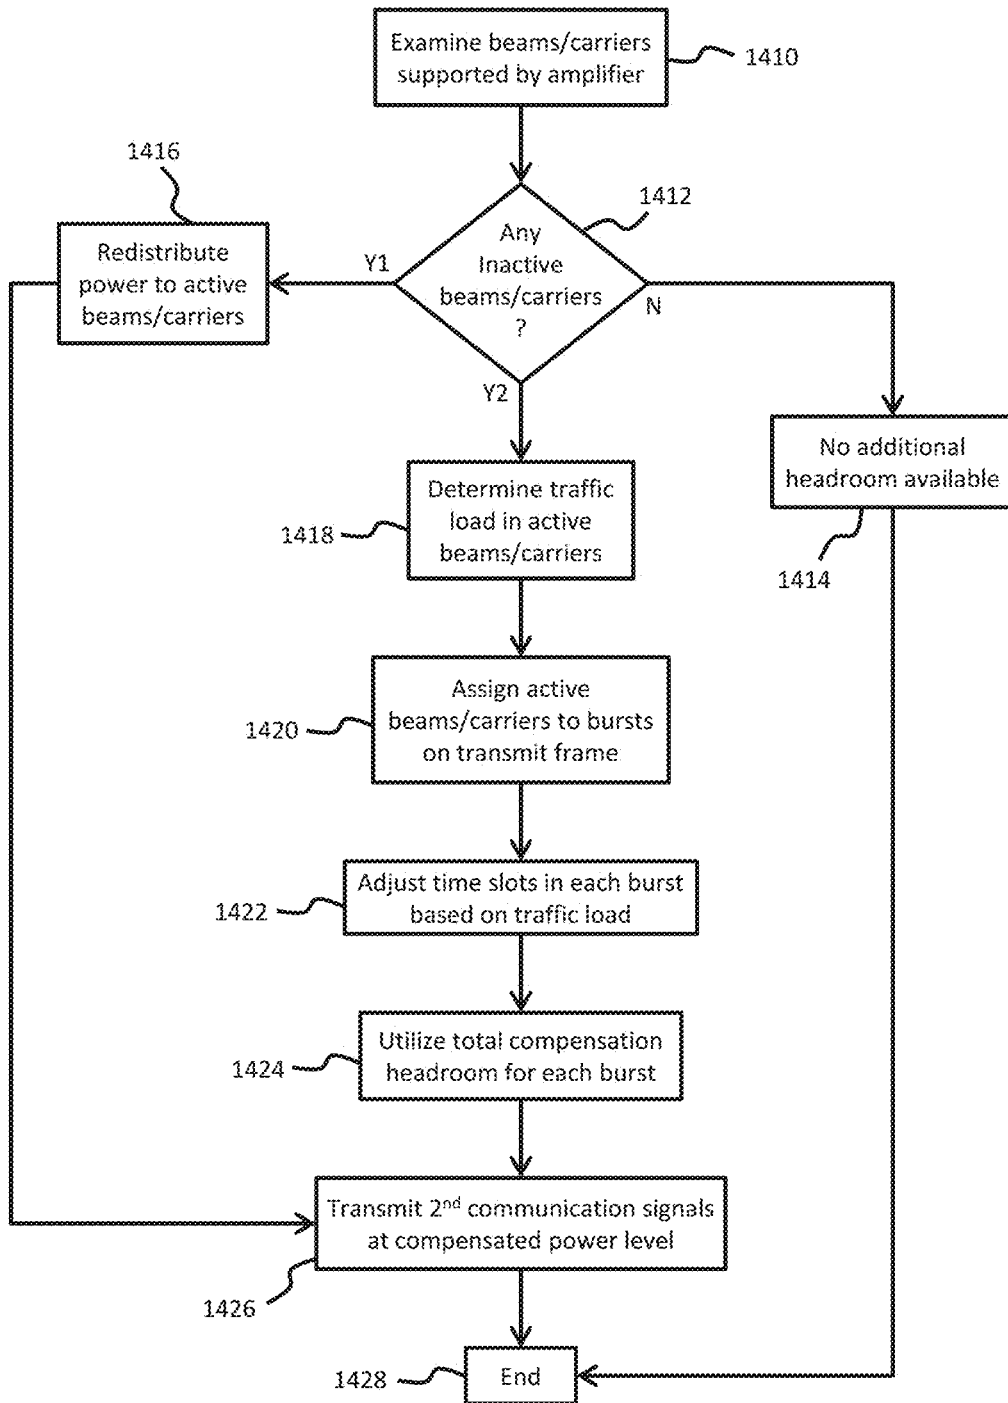 Examine beams/carriers
supported by amplifier
1410
1416
1412
Redistribute
power to active
beams/carriers
Y1
Any
Inactive
beams/carriers
?
N
Y2
No additional
headroom available
1414
Determine traffic
load in active
beams/carriers
1418
Assign active
beams/carriers to bursts
on transmit frame
1420
Adjust time slots in each burst
based on traffic load
1422
Utilize total compensation
headroom for each burst
1424
Transmit 2nd communication signals
at compensated power level
1426
End
1428